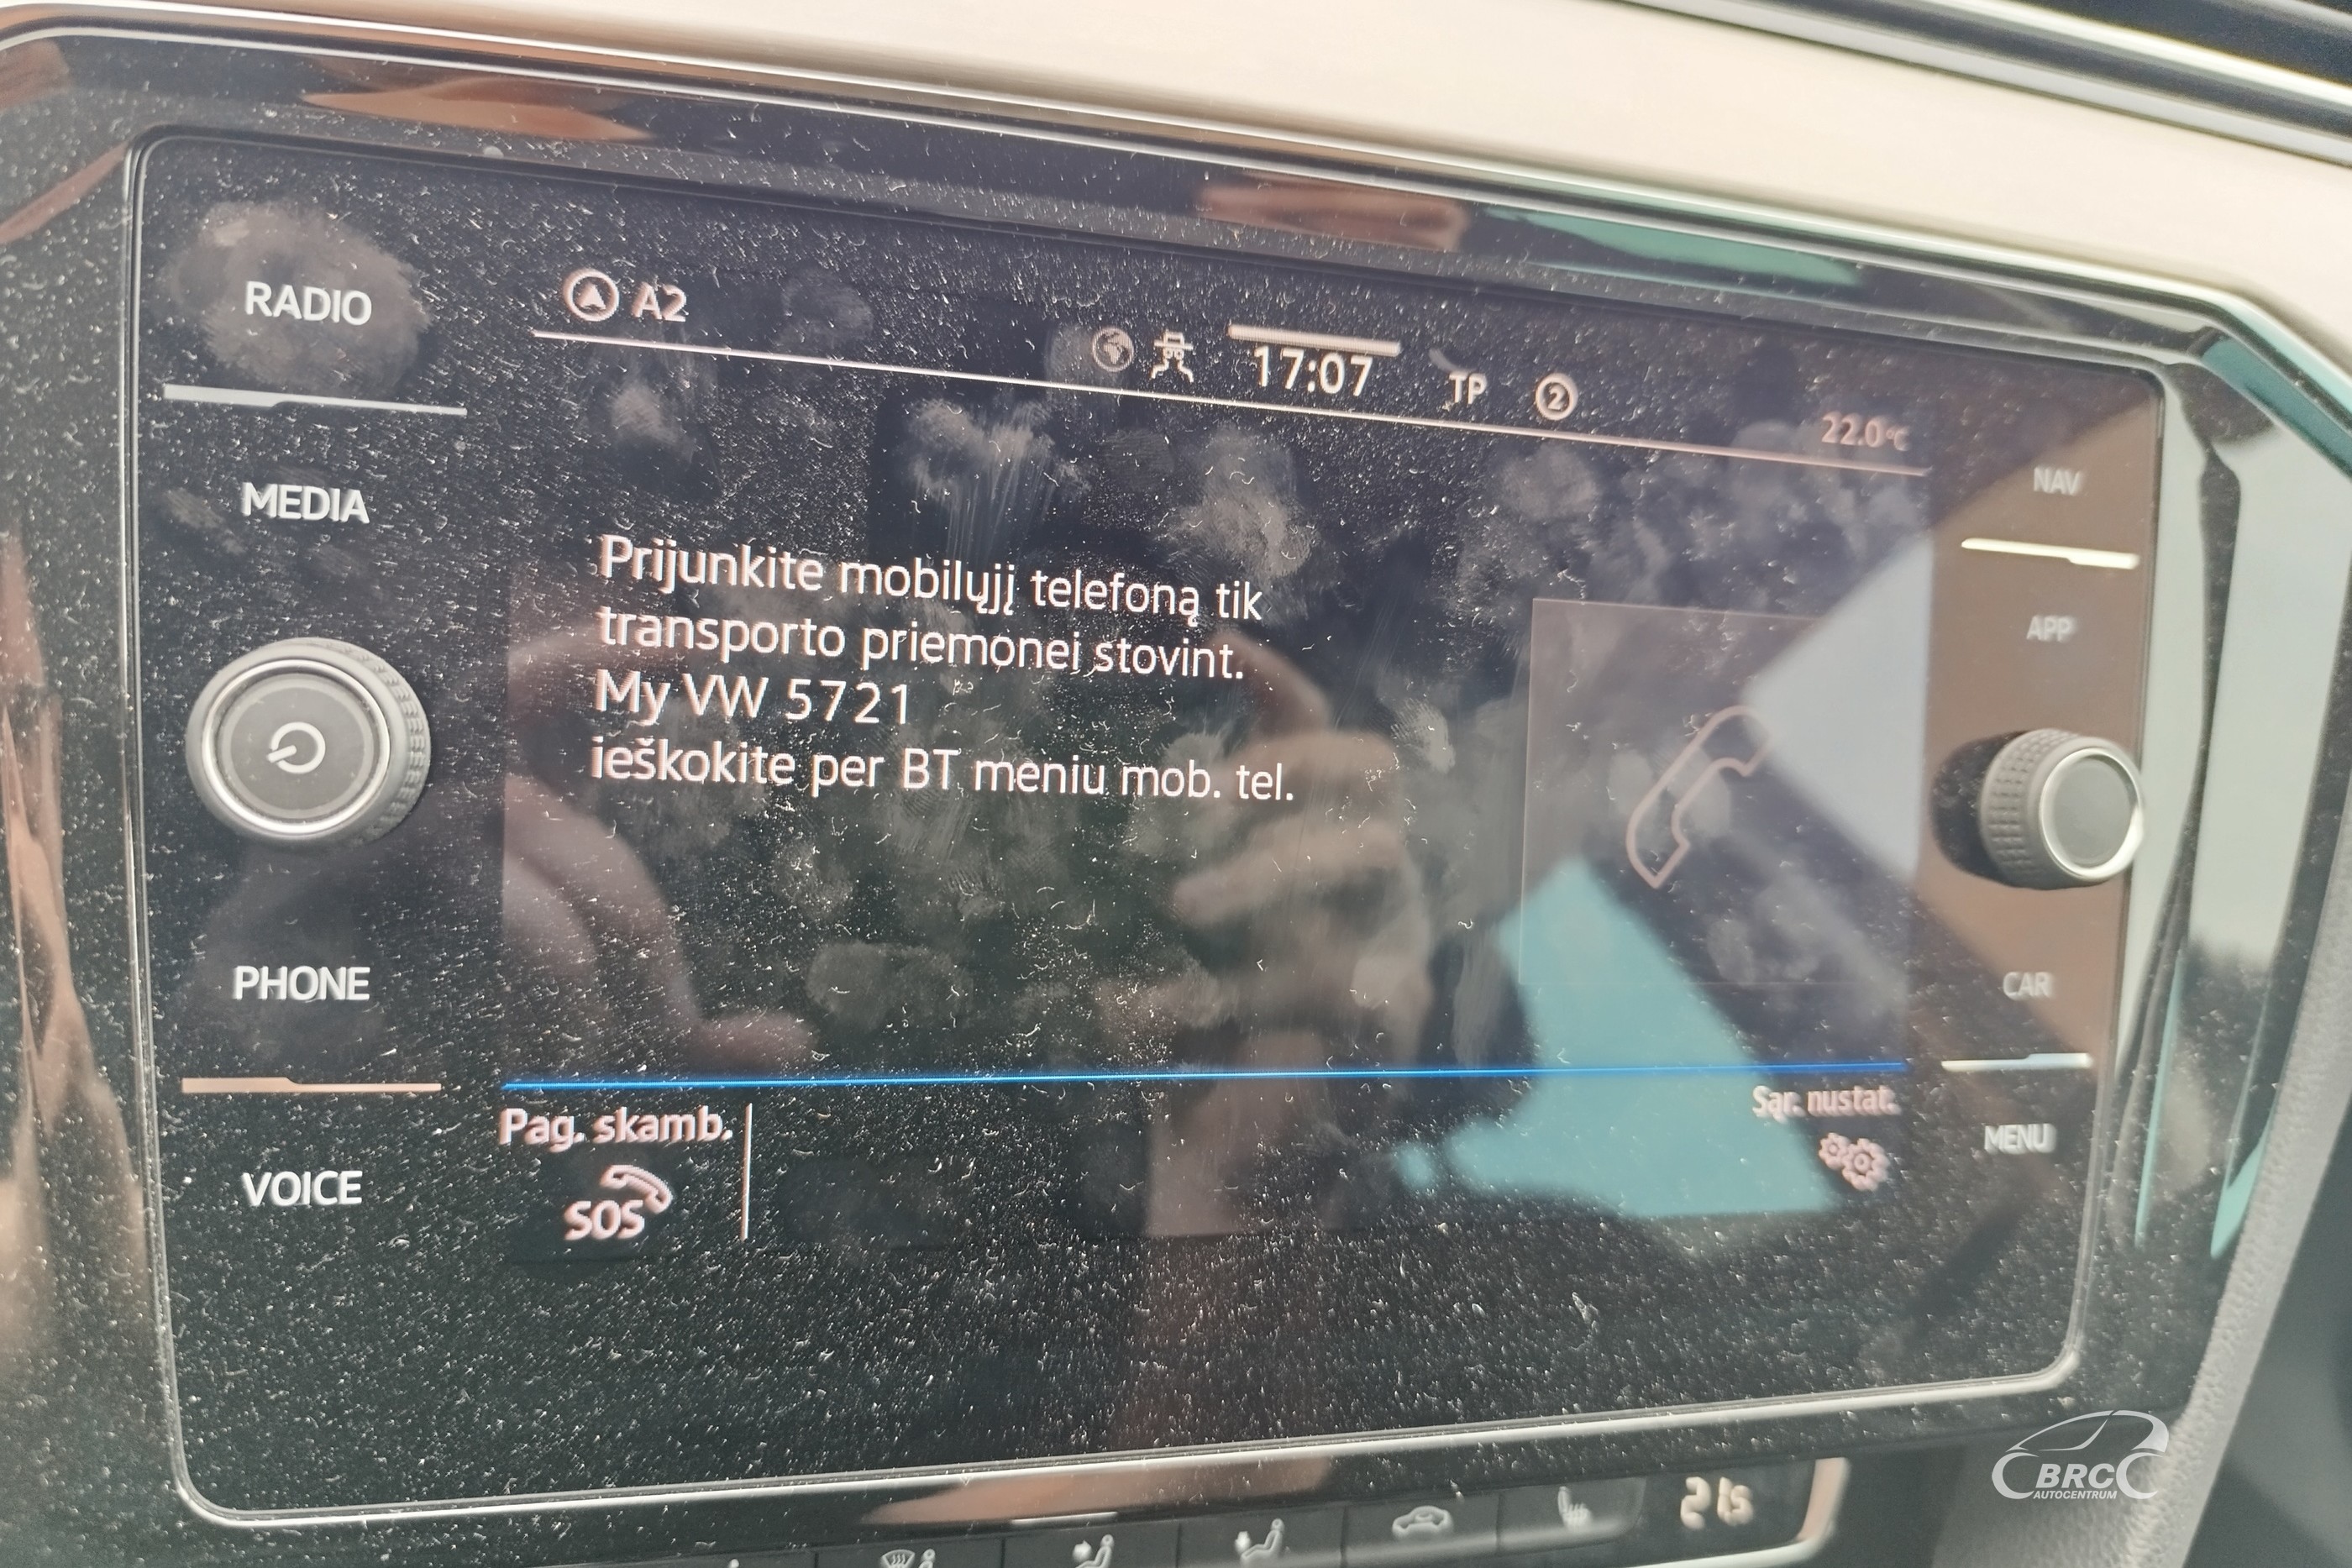 RADIO
A2
17:07
TP
2
22.0°C
NAV
MEDIA
APP
Prijunkite mobilųjį telefoną tik
transporto priemonei stovint.
My VW 5721
ieškokite per BT meniu mob. tel.
PHONE
CAR
Pag. skamb.
SOS
Sąr. nustat.
VOICE
MENU
BRC
AUTOCENTRUM